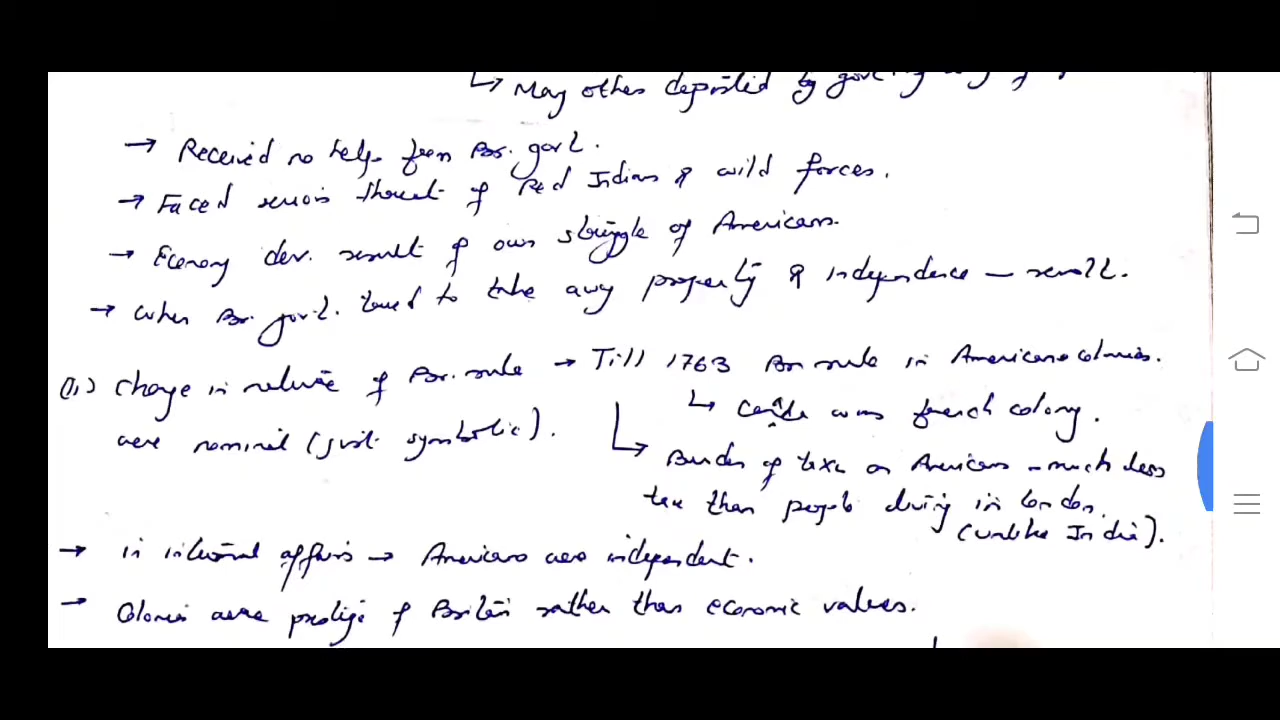 ↳ May others deported by
→ Received no help from Br. govt.
→ Faced serious threat of Red Indians & wild forces.
→ Economy dev. result of own struggle of Americans.
→ When Br. govt. tried to take away property & independence – revolt.
(ii) Change in nature of Br. rule → Till 1763 Br rule in American colonies
were nominal (just symbolic).
↳ Canada was french colony.
↳ Burden of tax on Americans – much less
tax than people living in London.
(unlike India).
→ in internal affairs → Americans were independent.
→ Colonies were prestige of Britain rather than economic values.